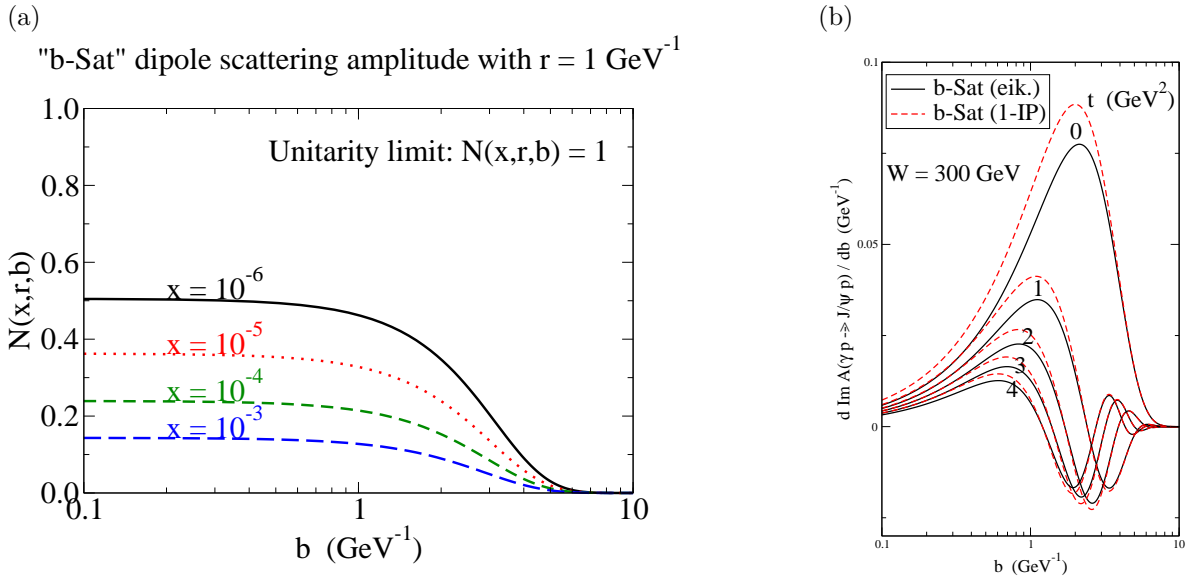 (a)
"b-Sat" dipole scattering amplitude with r = 1 GeV⁻¹
1.0
Unitarity limit: N(x,r,b) = 1
0.8
0.6
x = 10⁻⁶
0.4
x = 10⁻⁵
x = 10⁻⁴
0.2
x = 10⁻³
0.0
N(x,r,b)
0.1
1
10
b (GeV⁻¹)
(b)
0.1
b-Sat (eik.)
b-Sat (1-IP)
t (GeV²)
0
W = 300 GeV
0.05
1
2
3
4
0
d Im A(γ p -> J/ψ p) / db (GeV⁻¹)
0.1
1
10
b (GeV⁻¹)